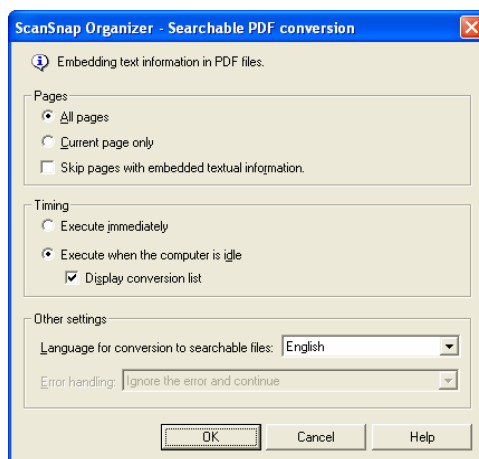 ScanSnap Organizer - Searchable PDF conversion
Embedding text information in PDF files.
Pages
All pages
Current page only
Skip pages with embedded textual information.
Timing
Execute immediately
Execute when the computer is idle
Display conversion list
Other settings
Language for conversion to searchable files: English
Error handling: Ignore the error and continue
OK Cancel Help